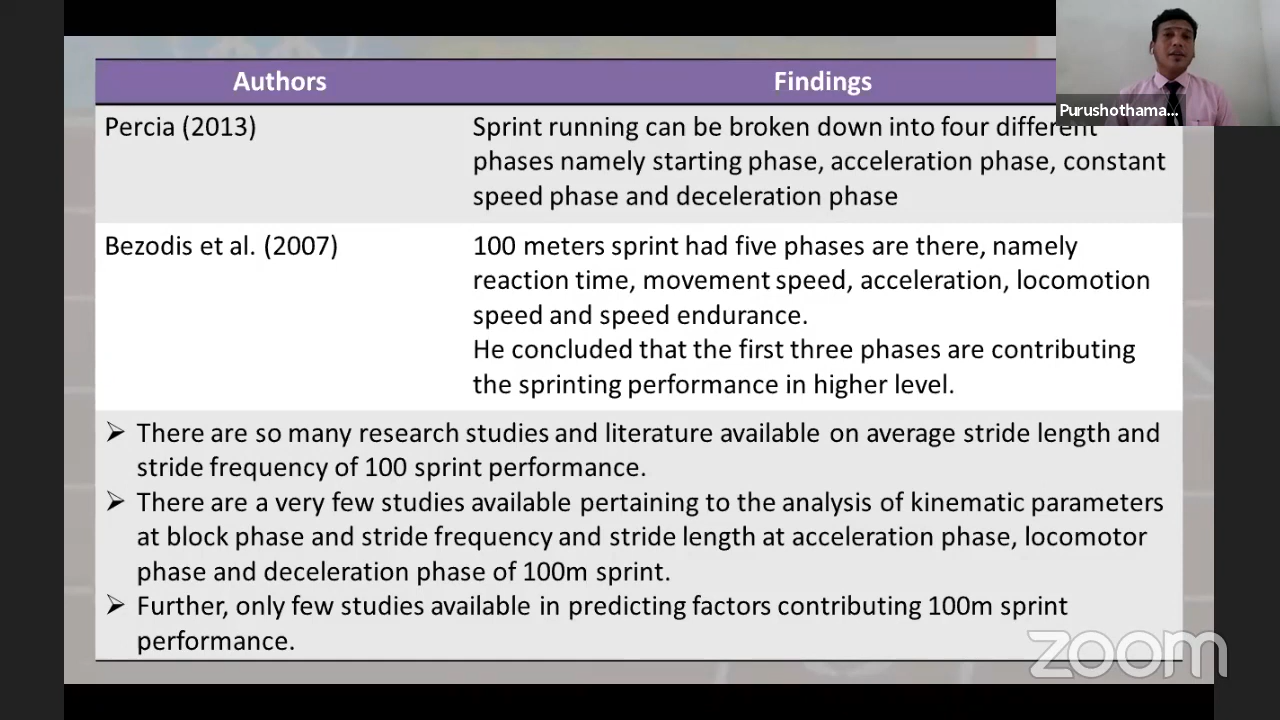 Authors
Findings
Purushothama...
Percia (2013)
Sprint running can be broken down into four different
phases namely starting phase, acceleration phase, constant
speed phase and deceleration phase
Bezodis et al. (2007)
100 meters sprint had five phases are there, namely
reaction time, movement speed, acceleration, locomotion
speed and speed endurance.
He concluded that the first three phases are contributing
the sprinting performance in higher level.
➢ There are so many research studies and literature available on average stride length and
stride frequency of 100 sprint performance.
➢ There are a very few studies available pertaining to the analysis of kinematic parameters
at block phase and stride frequency and stride length at acceleration phase, locomotor
phase and deceleration phase of 100m sprint.
➢ Further, only few studies available in predicting factors contributing 100m sprint
performance.
zoom